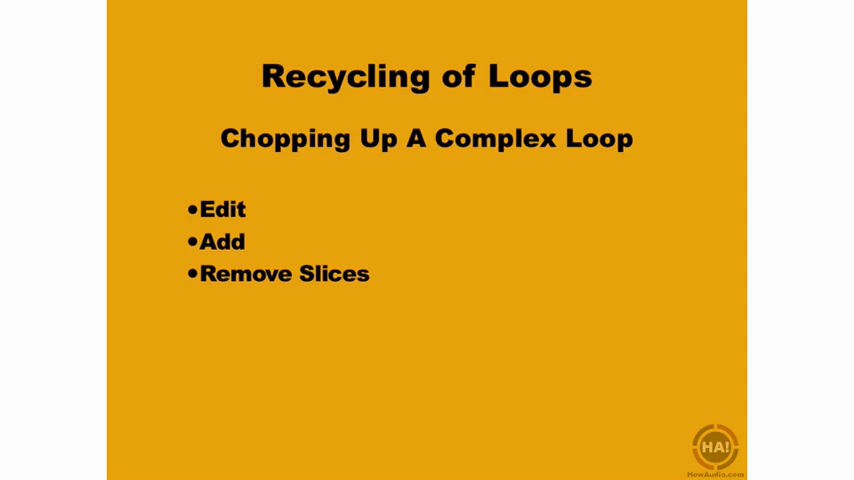 Recycling of Loops
Chopping Up A Complex Loop
•Edit
•Add
•Remove Slices
HA!
HowAudio.com